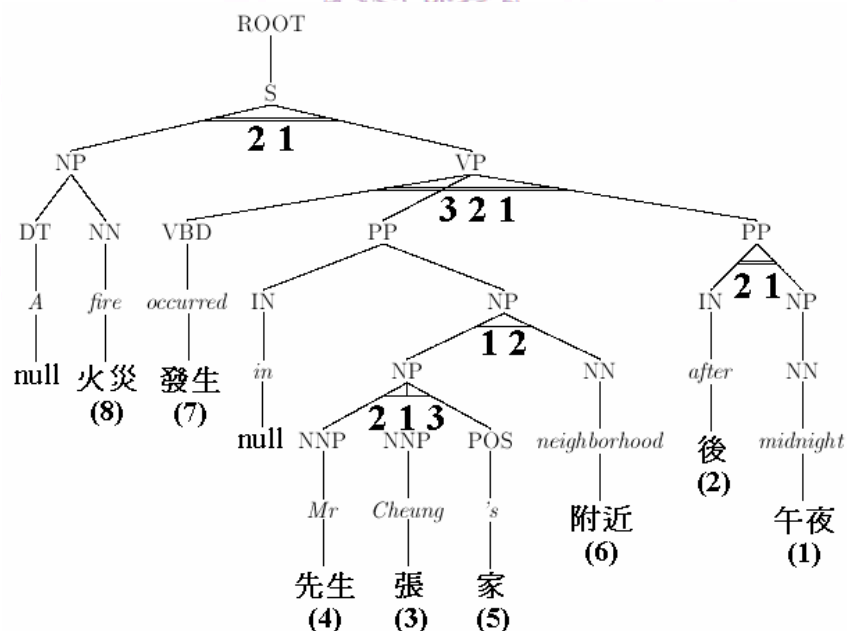 ROOT
S
2 1
NP VP
3 2 1
DT NN VBD PP PP
2 1
A fire occurred IN NP IN NP
1 2
null 火災 發生 in NP NN after NN
(8) (7)
2 1 3
null NNP NNP POS neighborhood 後 midnight
(2)
Mr Cheung 's 附近 午夜
(6) (1)
先生 張 家
(4) (3) (5)